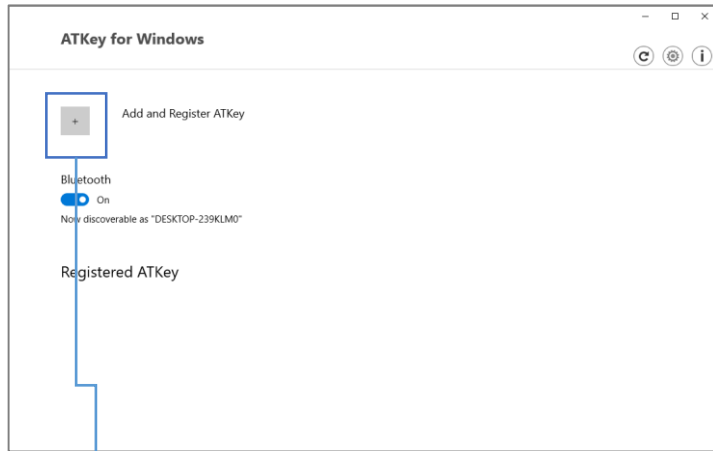 ATKey for Windows
+
Add and Register ATKey
Bluetooth
On
Now discoverable as "DESKTOP-239KLM0"
Registered ATKey